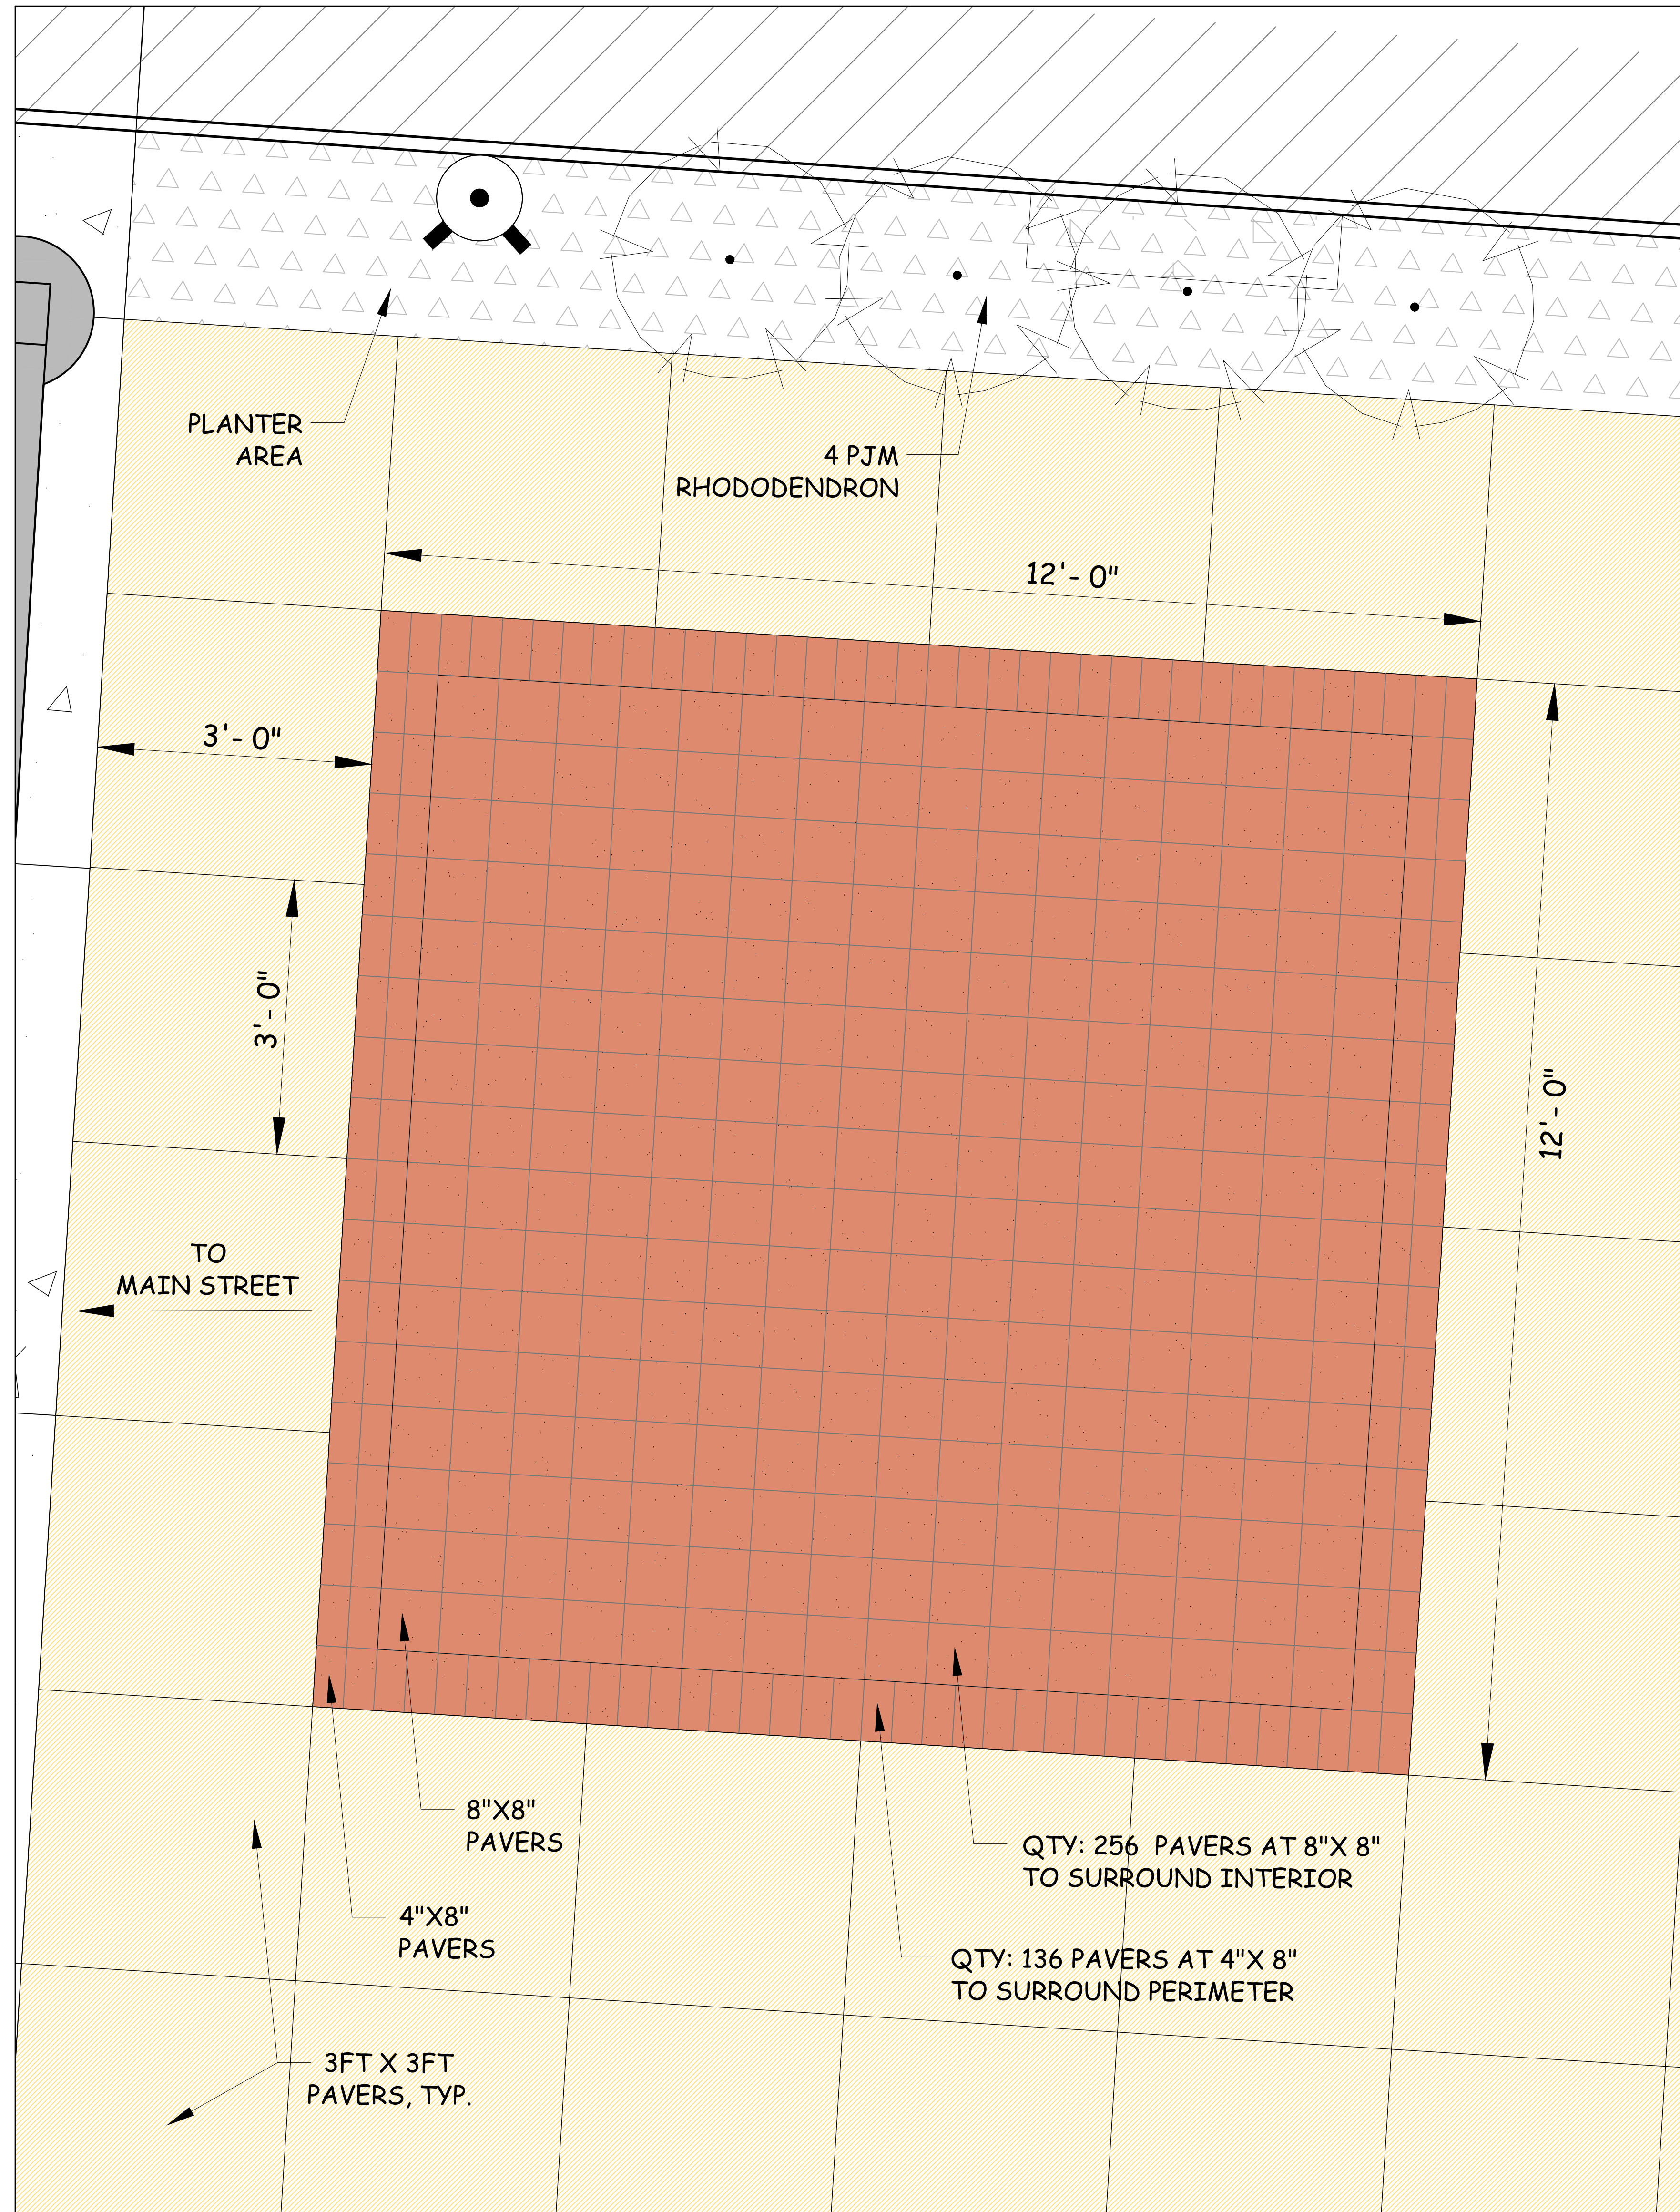 PLANTER
AREA
4 PJM
RHODODENDRON
12'- 0"
3'- 0"
3'- 0"
12'- 0"
TO
MAIN STREET
8"X8"
PAVERS
QTY: 256  PAVERS AT 8"X 8"
TO SURROUND INTERIOR
4"X8"
PAVERS
QTY: 136 PAVERS AT 4"X 8"
TO SURROUND PERIMETER
3FT X 3FT
PAVERS, TYP.